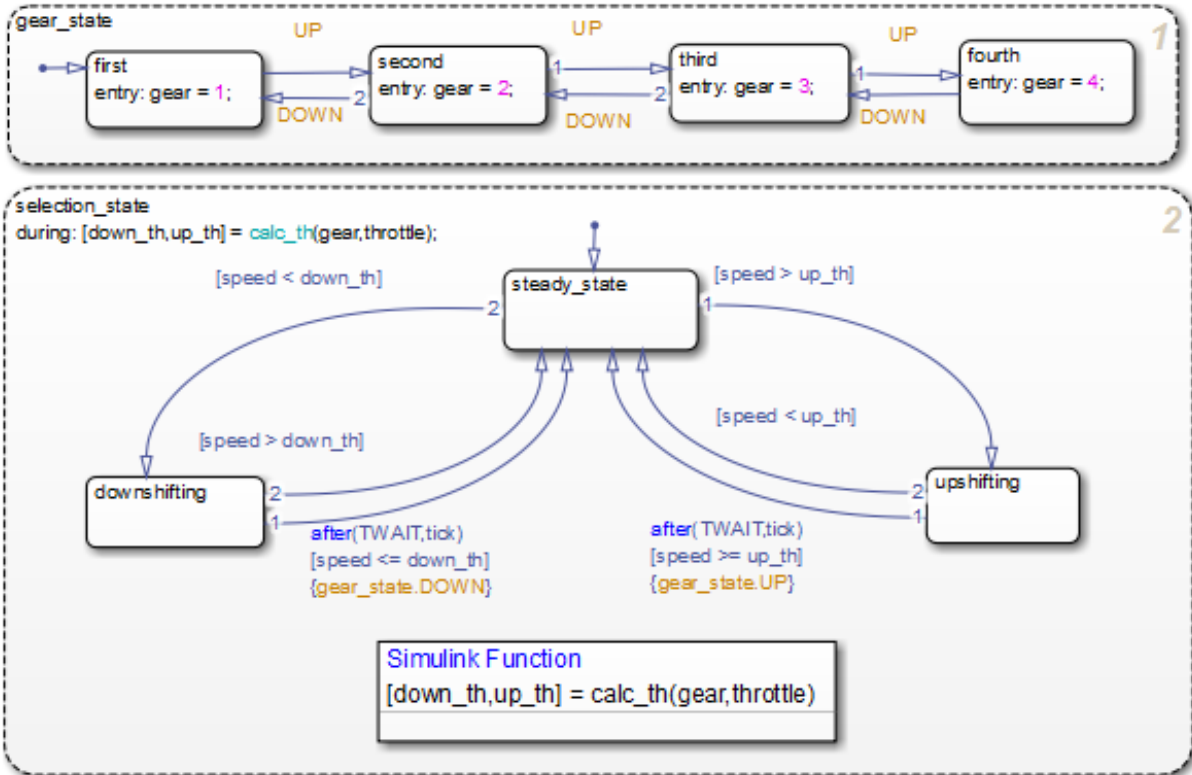 gear_state
1
UP
UP
UP
first
entry: gear = 1;
second
entry: gear = 2;
third
entry: gear = 3;
fourth
entry: gear = 4;
1
2
1
2
1
DOWN
DOWN
DOWN
selection_state
2
during: [down_th,up_th] = calc_th(gear,throttle);
[speed < down_th]
[speed > up_th]
steady_state
2
1
[speed > down_th]
[speed < up_th]
downshifting
upshifting
2
1
2
1
after(TWAIT,tick)
[speed <= down_th]
{gear_state.DOWN}
after(TWAIT,tick)
[speed >= up_th]
{gear_state.UP}
Simulink Function
[down_th,up_th] = calc_th(gear,throttle)